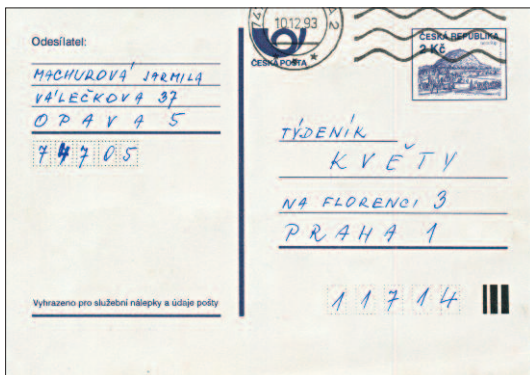 Odesílatel:
MACHUROVÁ JARMILA
VÁLEČKOVA 37
OPAVA 5
74705
Vyhrazeno pro služební nálepky a údaje pošty
10.12.93
2
ČESKÁ POŠTA
ČESKÁ REPUBLIKA
2 Kč
TÝDENÍK
KVĚTY
NA FLORENCI 3
PRAHA 1
11714